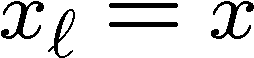 x_ℓ = x